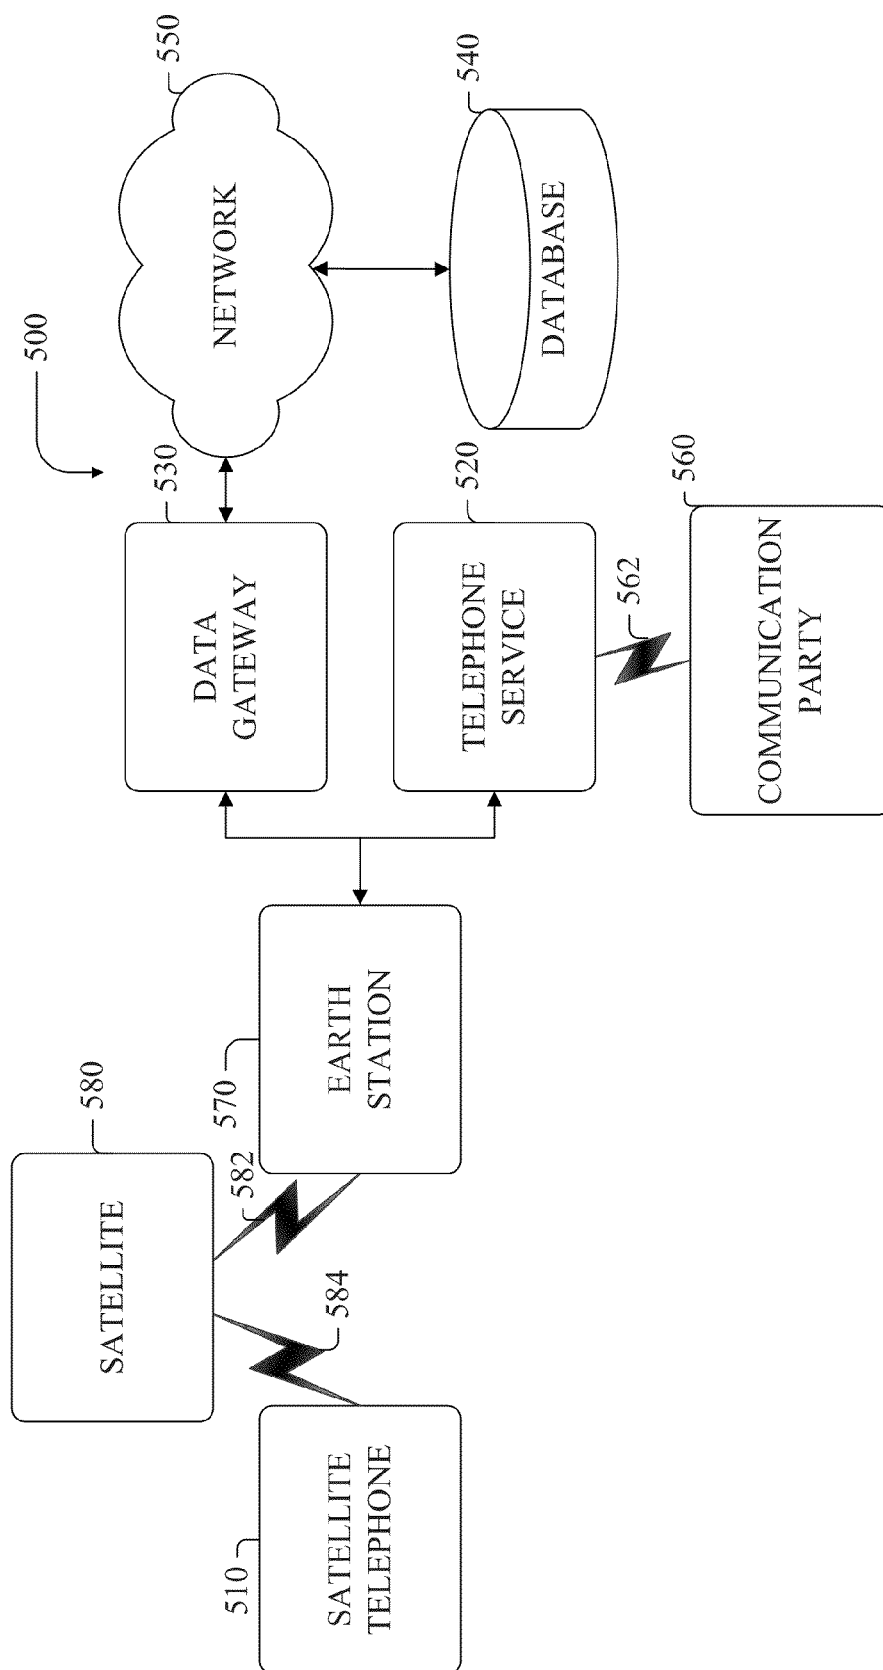 500
SATELLITE
580
582
584
510
SATELLITE
TELEPHONE
570
EARTH
STATION
530
DATA
GATEWAY
550
NETWORK
520
TELEPHONE
SERVICE
540
DATABASE
562
560
COMMUNICATION
PARTY